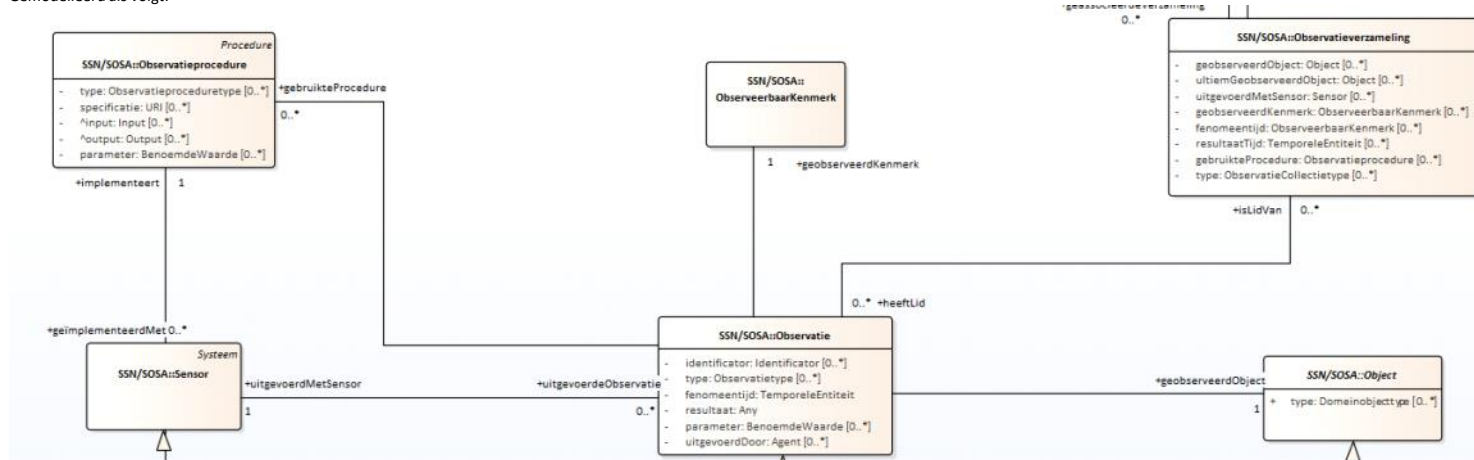 Gemodelleerd als volgt:
+geassocieerdeVerzameling
0..*
Procedure
SSN/SOSA::Observatieprocedure
- type: Observatieproceduretype [0..*]
- specificatie: URI [0..*]
- ^input: Input [0..*]
- ^output: Output [0..*]
- parameter: BenoemdeWaarde [0..*]
+gebruikteProcedure
0..*
SSN/SOSA::
ObserveerbaarKenmerk
SSN/SOSA::Observatieverzameling
- geobserveerdObject: Object [0..*]
- ultiemGeobserveerdObject: Object [0..*]
- uitgevoerdMetSensor: Sensor [0..*]
- geobserveerdKenmerk: ObserveerbaarKenmerk [0..*]
- fenomeentijd: ObserveerbaarKenmerk [0..*]
- resultaatTijd: TemporeleEntiteit [0..*]
- gebruikteProcedure: Observatieprocedure [0..*]
- type: ObservatieCollectietype [0..*]
+implementeert 1
1 +geobserveerdKenmerk
+isLidVan 0..*
0..* +heeftLid
+geïmplementeerdMet 0..*
Systeem
SSN/SOSA::Sensor
+uitgevoerdMetSensor
1
+uitgevoerdeObservatie
0..*
SSN/SOSA::Observatie
- identificator: Identificator [0..*]
- type: Observatietype [0..*]
- fenomeentijd: TemporeleEntiteit
- resultaat: Any
- parameter: BenoemdeWaarde [0..*]
- uitgevoerdDoor: Agent [0..*]
+geobserveerdObject
1
SSN/SOSA::Object
+ type: Domeinobjecttype [0..*]